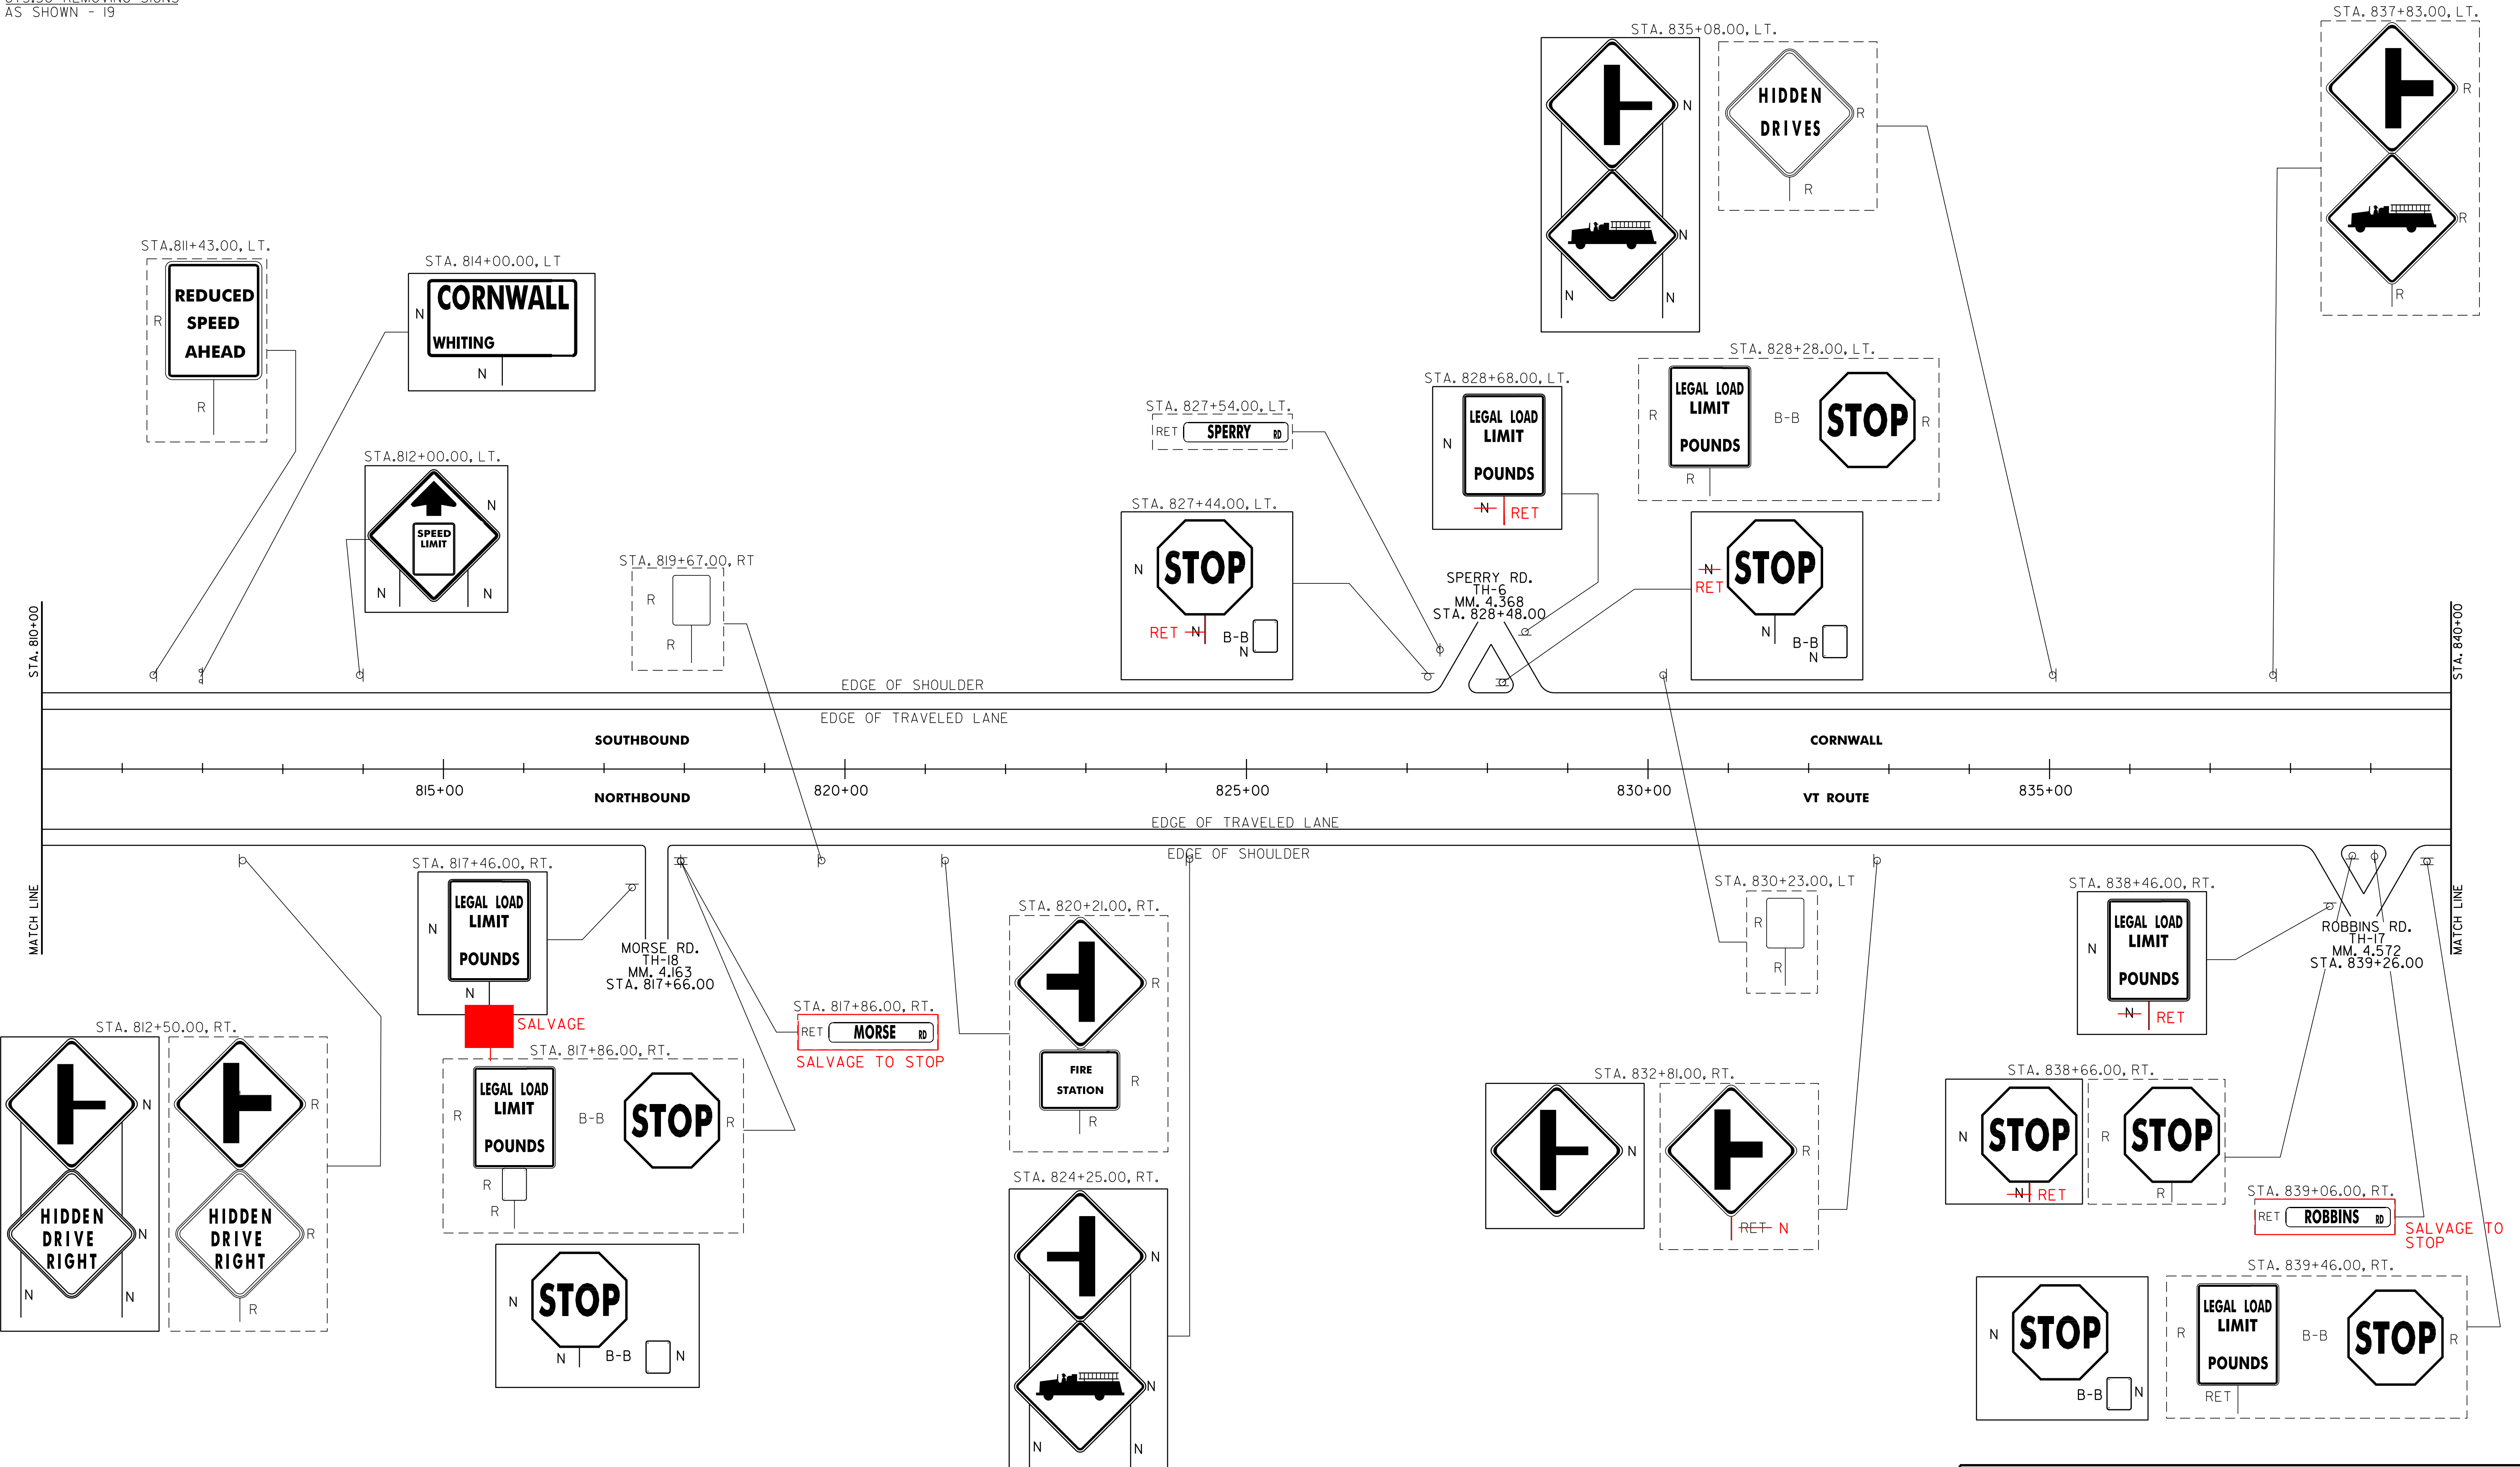 AS SHOWN - 19
STA. 837+83.00, LT.
R
R
R
STA. 835+08.00, LT.
N
N
N
N
HIDDEN
DRIVES
R
R
STA.811+43.00, LT.
REDUCED
SPEED
AHEAD
R
R
STA. 814+00.00, LT
CORNWALL
WHITING
N
N
STA.812+00.00, LT.
SPEED
LIMIT
N
N
N
STA. 819+67.00, RT
R
R
STA. 827+54.00, LT.
RET SPERRY RD
STA. 827+44.00, LT.
N STOP
RET N B-B
N
STA. 828+68.00, LT.
LEGAL LOAD
LIMIT
POUNDS
N
N RET
STA. 828+28.00, LT.
LEGAL LOAD
LIMIT
POUNDS
R
R
B-B
STOP R
N
RET
STOP
N B-B
N
SPERRY RD.
TH-6
MM. 4.368
STA. 828+48.00
STA. 810+00
STA. 840+00
EDGE OF SHOULDER
EDGE OF TRAVELED LANE
SOUTHBOUND
CORNWALL
815+00
820+00
825+00
830+00
835+00
NORTHBOUND
VT ROUTE
EDGE OF TRAVELED LANE
EDGE OF SHOULDER
MATCH LINE
MATCH LINE
STA. 817+46.00, RT.
LEGAL LOAD
LIMIT
POUNDS
N
N
SALVAGE
MORSE RD.
TH-18
MM. 4.163
STA. 817+66.00
STA. 812+50.00, RT.
N
HIDDEN
DRIVE
RIGHT
N
N
N
R
HIDDEN
DRIVE
RIGHT
R
R
STA. 817+86.00, RT.
LEGAL LOAD
LIMIT
POUNDS
R
R
R
B-B
STOP R
N STOP
N B-B N
STA. 817+86.00, RT.
RET MORSE RD
SALVAGE TO STOP
STA. 820+21.00, RT.
R
FIRE
STATION
R
R
STA. 824+25.00, RT.
N
N
N
N
STA. 830+23.00, LT
R
R
STA. 832+81.00, RT.
N
R
RET N
STA. 838+46.00, RT.
LEGAL LOAD
LIMIT
POUNDS
N
N RET
ROBBINS RD.
TH-17
MM. 4.572
STA. 839+26.00
STA. 838+66.00, RT.
N STOP
N RET
R STOP
R
STA. 839+06.00, RT.
RET ROBBINS RD
SALVAGE TO
STOP
STA. 839+46.00, RT.
N STOP
B-B N
LEGAL LOAD
LIMIT
POUNDS
R
RET
B-B
STOP R